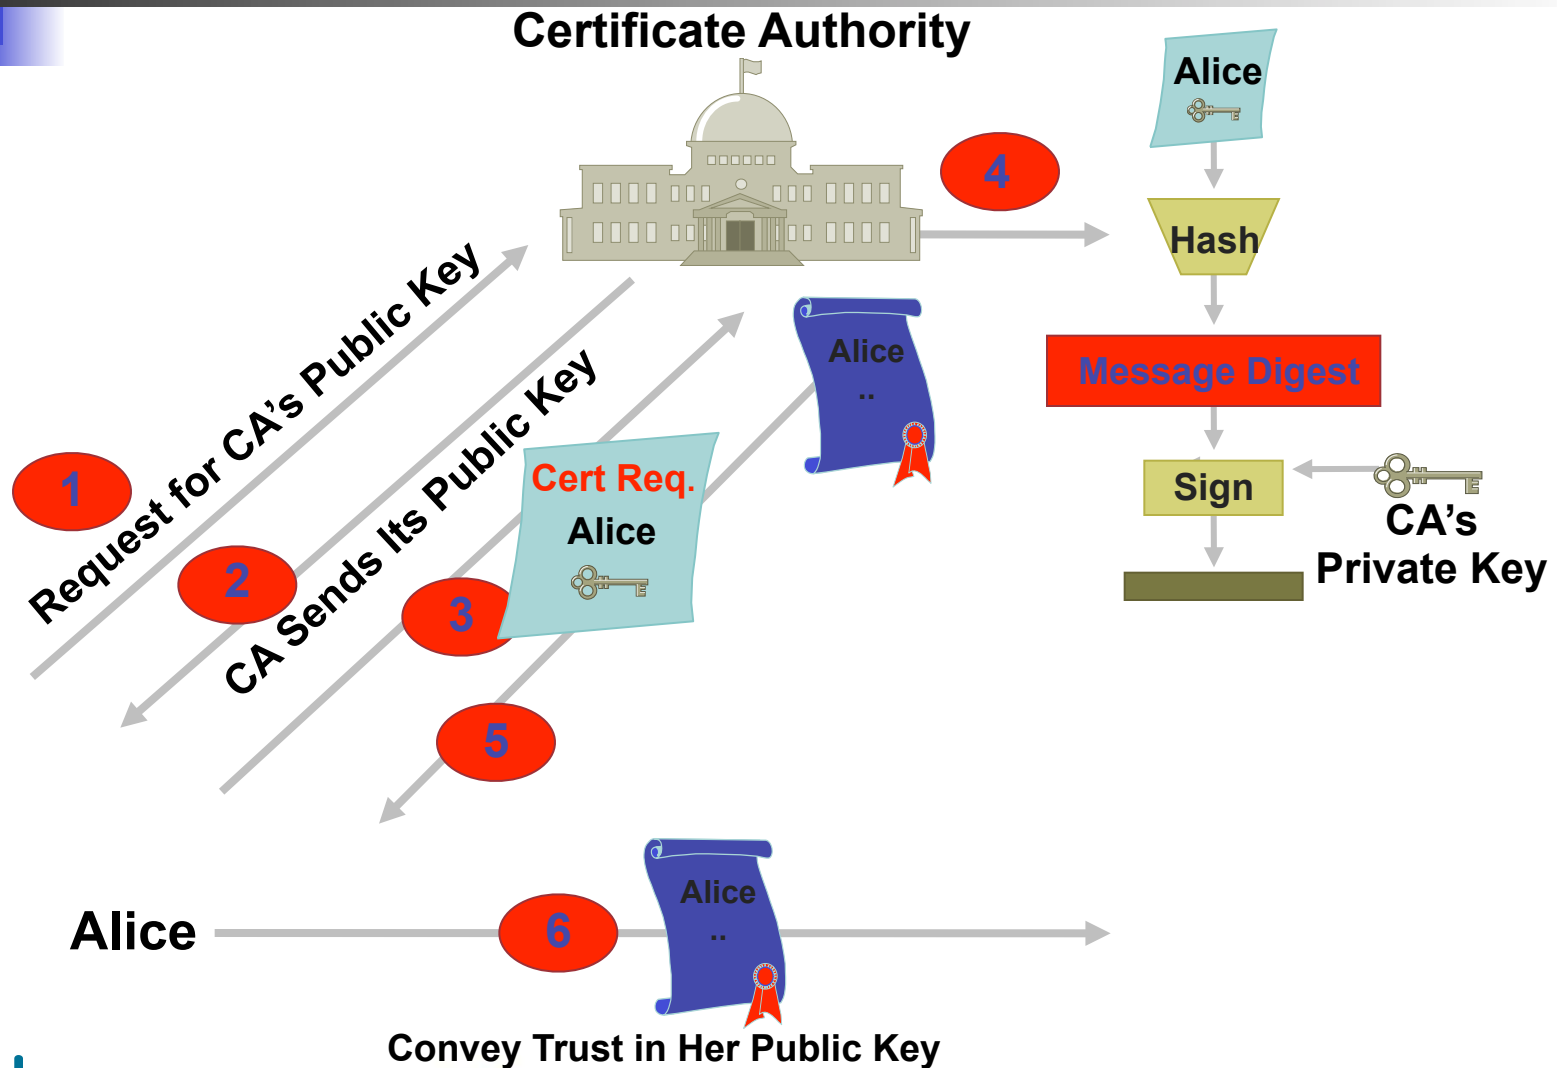 Certificate Authority
Alice
4
Hash
Request for CA's Public Key
Alice
..
Message Digest
CA Sends Its Public Key
1
Cert Req.
Alice
Sign
CA's
Private Key
2
3
5
Alice
6
Alice
..
Convey Trust in Her Public Key